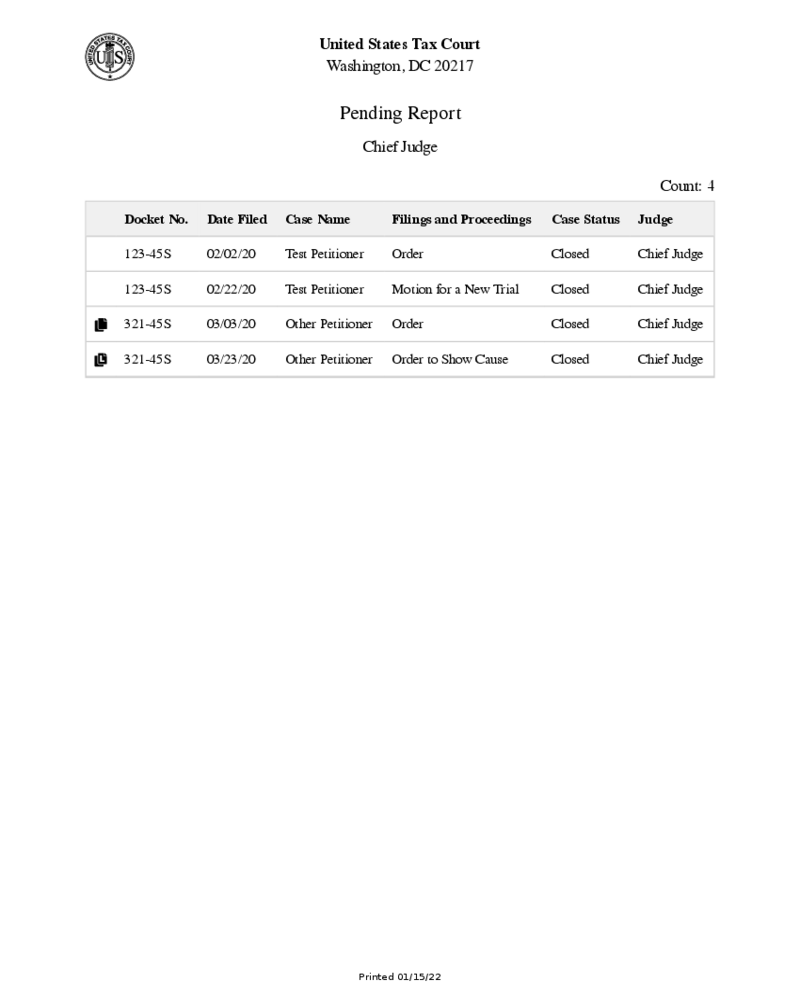 UNITED STATES TAX COURT
US
United States Tax Court
Washington, DC 20217
Pending Report
Chief Judge
Count: 4
Docket No. Date Filed Case Name Filings and Proceedings Case Status Judge
123-45S 02/02/20 Test Petitioner Order Closed Chief Judge
123-45S 02/22/20 Test Petitioner Motion for a New Trial Closed Chief Judge
321-45S 03/03/20 Other Petitioner Order Closed Chief Judge
L 321-45S 03/23/20 Other Petitioner Order to Show Cause Closed Chief Judge
Printed 01/15/22